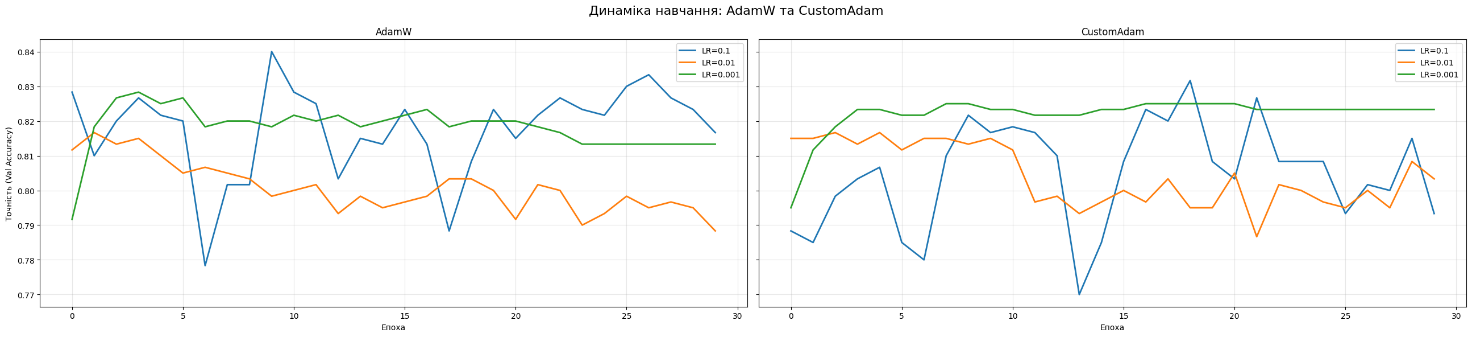 Динаміка навчання: AdamW та CustomAdam
AdamW
Точність (Val Accuracy)
0.84
0.83
0.82
0.81
0.80
0.79
0.78
0.77
LR=0.1
LR=0.01
LR=0.001
0 5 10 15 20 25 30
Епоха
CustomAdam
LR=0.1
LR=0.01
LR=0.001
0 5 10 15 20 25 30
Епоха